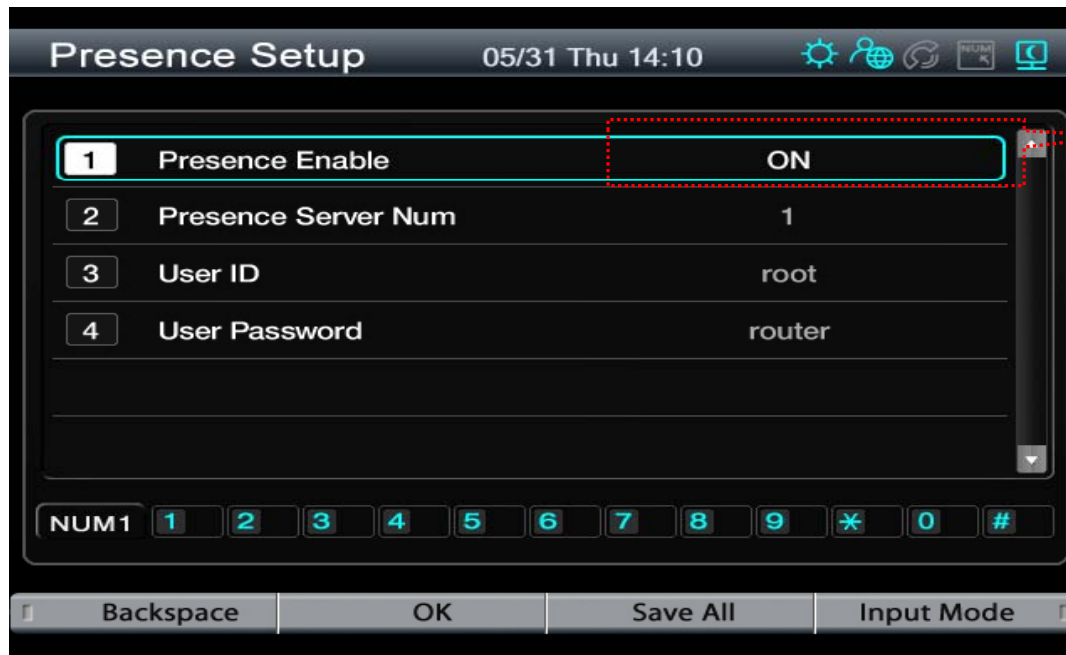 Presence Setup 05/31 Thu 14:10 NUM
1 Presence Enable ON
2 Presence Server Num 1
3 User ID root
4 User Password router
NUM1 1 2 3 4 5 6 7 8 9 * 0 #
Backspace OK Save All Input Mode